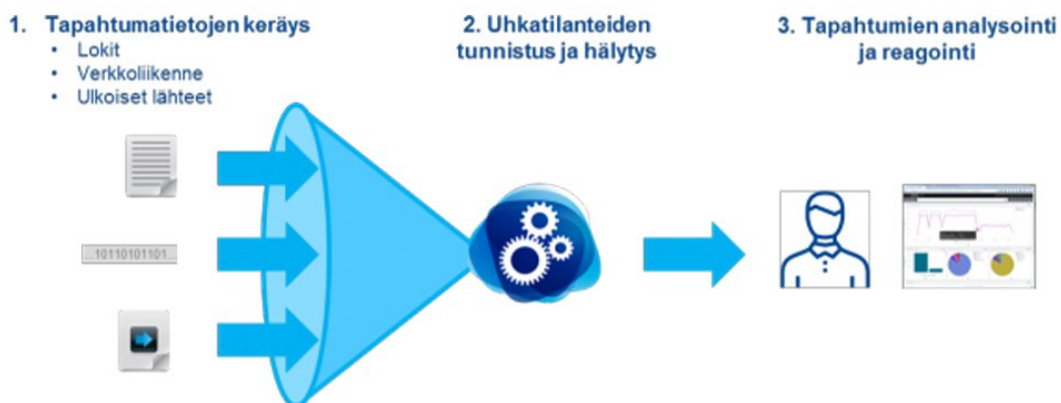 1. Tapahtumatietojen keräys
• Lokit
• Verkkoliikenne
• Ulkoiset lähteet
2. Uhkatilanteiden
tunnistus ja hälytys
3. Tapahtumien analysointi
ja reagointi
10110101101...